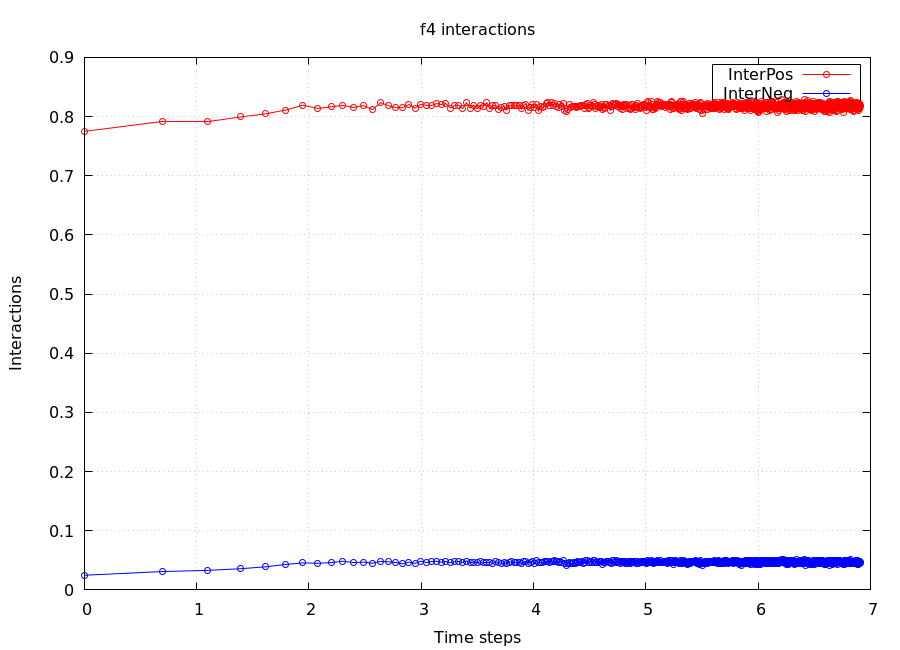 f4 interactions
InterPos
InterNeg
0.9
0.8
0.7
0.6
0.5
0.4
0.3
0.2
0.1
0
0 1 2 3 4 5 6 7
Interactions
Time steps